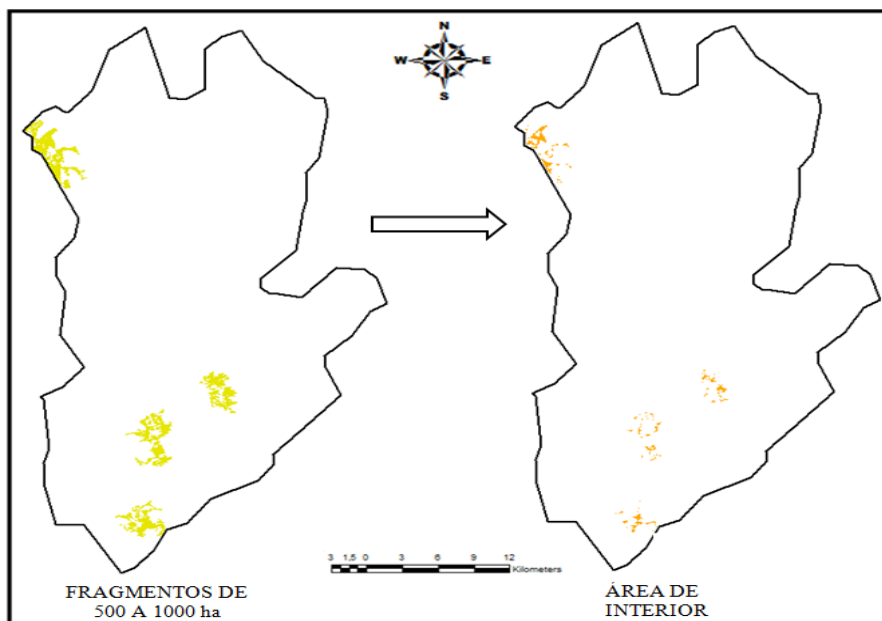 N
W E
S
3 1,5 0 3 6 9 12
Kilometers
FRAGMENTOS DE
500 A 1000 ha
ÁREA DE
INTERIOR